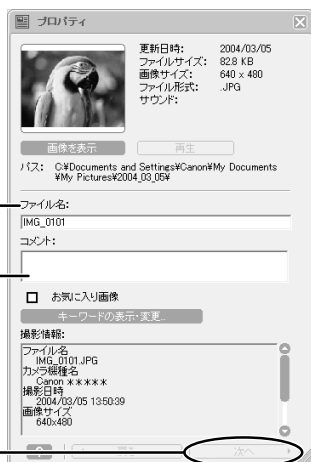 プロパティ
更新日時: 2004/03/05
ファイルサイズ: 82.8 KB
画像サイズ: 640 x 480
ファイル形式: .JPG
サウンド:
画像を表示 再生
パス: C:¥Documents and Settings¥Canon¥My Documents
¥My Pictures¥2004_03_05¥
ファイル名:
IMG_0101
コメント:
お気に入り画像
キーワードの表示・変更...
撮影情報:
ファイル名
IMG_0101.JPG
カメラ機種名
Canon ＊＊＊＊＊
撮影日時
2004/03/05 13:50:39
画像サイズ
640x480
? 次へ